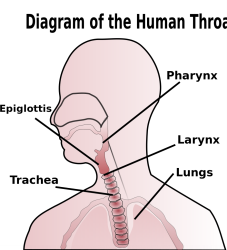 Diagram of the Human Throa
Pharynx
Epiglottis
Larynx
Lungs
Trachea